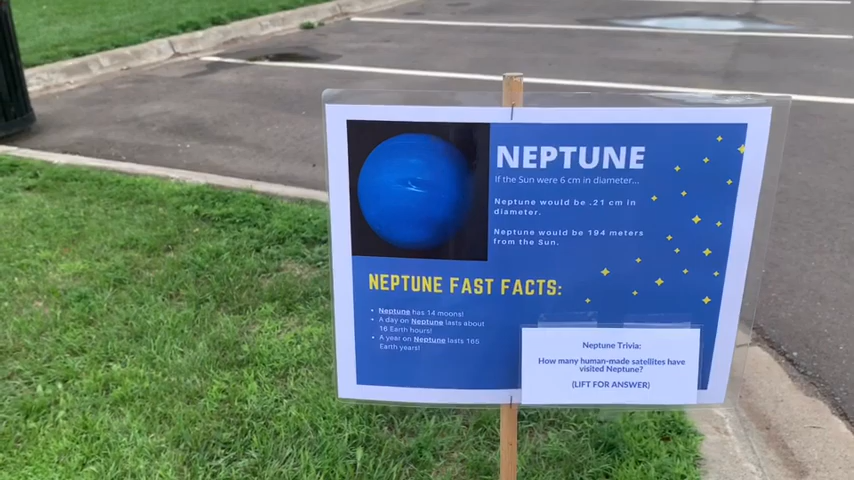 NEPTUNE
If the Sun were 6 cm in diameter...
Neptune would be .21 cm in
diameter.
Neptune would be 194 meters
from the Sun.
NEPTUNE FAST FACTS:
• Neptune has 14 moons!
• A day on Neptune lasts about
16 Earth hours!
• A year on Neptune lasts 165
Earth years!
Neptune Trivia:
How many human-made satellites have
visited Neptune?
(LIFT FOR ANSWER)